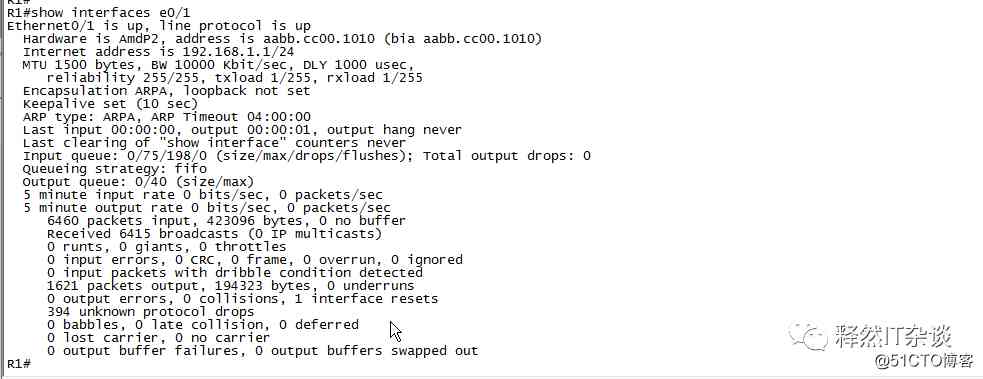 R1#
R1#show interfaces e0/1
Ethernet0/1 is up, line protocol is up
Hardware is AmdP2, address is aabb.cc00.1010 (bia aabb.cc00.1010)
Internet address is 192.168.1.1/24
MTU 1500 bytes, BW 10000 Kbit/sec, DLY 1000 usec,
reliability 255/255, txload 1/255, rxload 1/255
Encapsulation ARPA, loopback not set
Keepalive set (10 sec)
ARP type: ARPA, ARP Timeout 04:00:00
Last input 00:00:00, output 00:00:01, output hang never
Last clearing of "show interface" counters never
Input queue: 0/75/198/0 (size/max/drops/flushes); Total output drops: 0
Queueing strategy: fifo
Output queue: 0/40 (size/max)
5 minute input rate 0 bits/sec, 0 packets/sec
5 minute output rate 0 bits/sec, 0 packets/sec
6460 packets input, 423096 bytes, 0 no buffer
Received 6415 broadcasts (0 IP multicasts)
0 runts, 0 giants, 0 throttles
0 input errors, 0 CRC, 0 frame, 0 overrun, 0 ignored
0 input packets with dribble condition detected
1621 packets output, 194323 bytes, 0 underruns
0 output errors, 0 collisions, 1 interface resets
394 unknown protocol drops
0 babbles, 0 late collision, 0 deferred
0 lost carrier, 0 no carrier
0 output buffer failures, 0 output buffers swapped out
R1#
释然IT杂谈
@51CTO博客